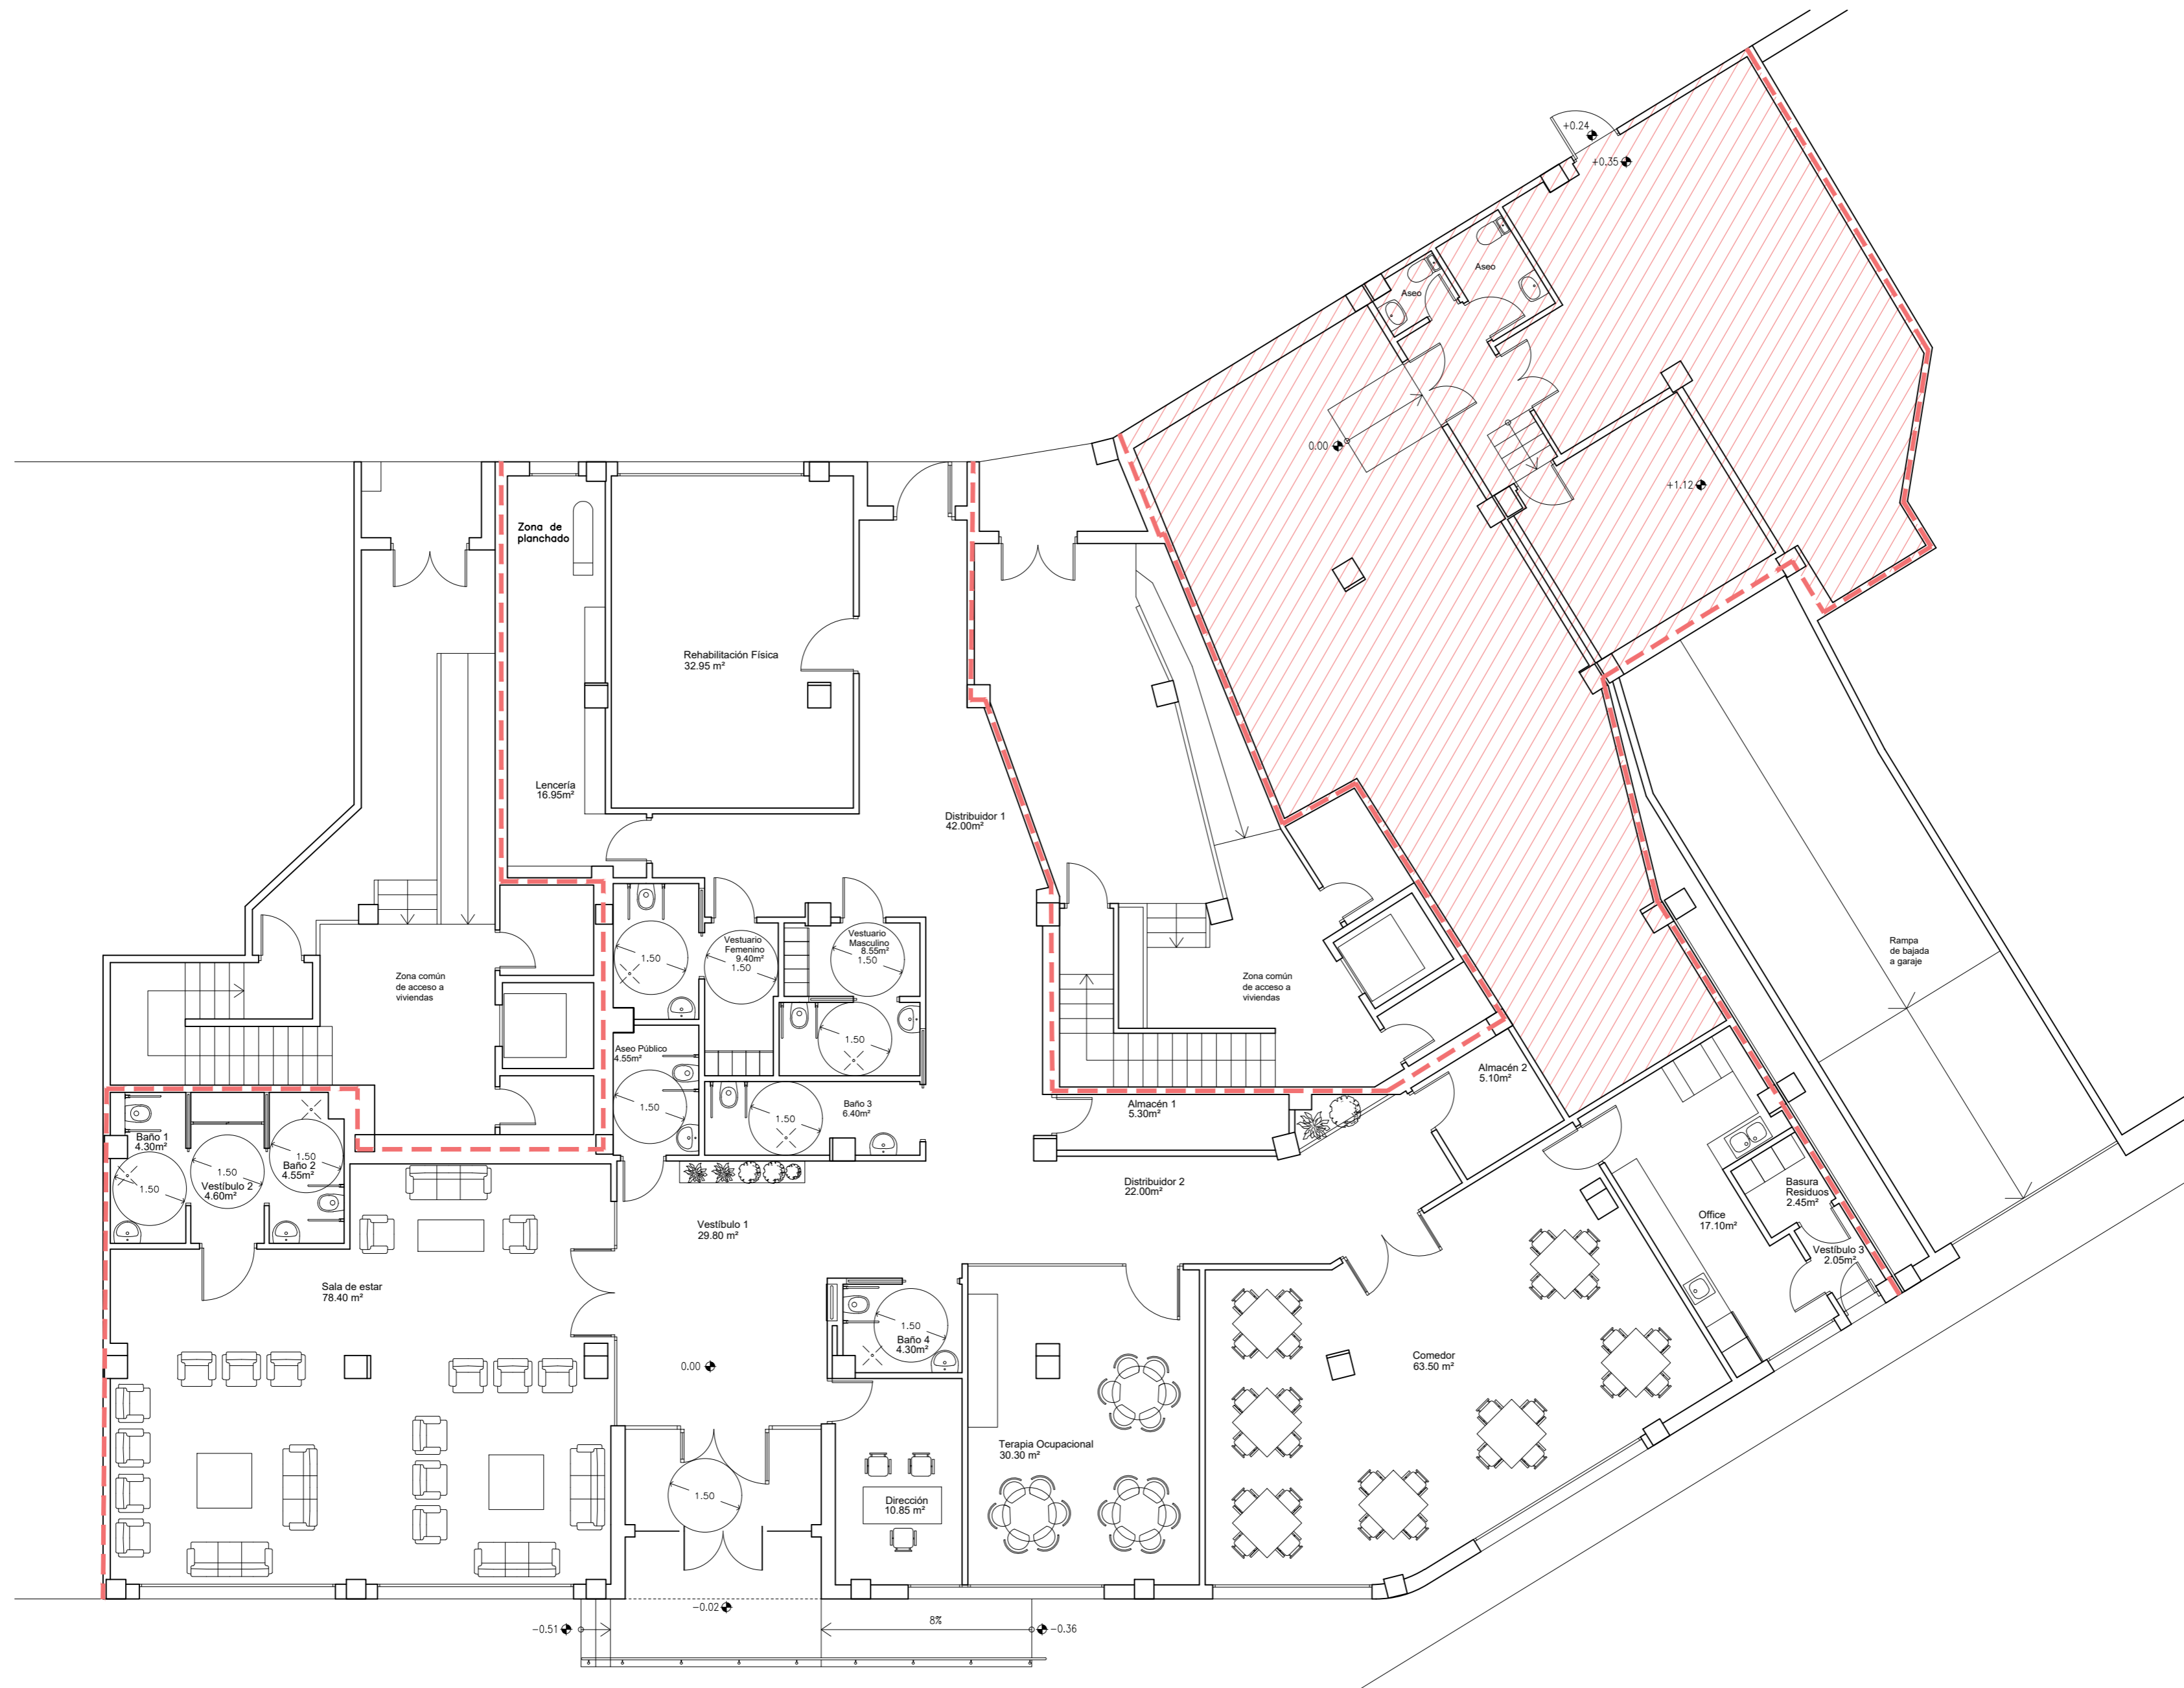 +0.24
+0.35
Aseo
Aseo
0.00
+1.12
Zona de
planchado
Rehabilitación Física
32.95 m²
Lencería
16.95m²
Distribuidor 1
42.00m²
Vestuario
Femenino
9.40m²
1.50
Vestuario
Masculino
8.55m²
1.50
1.50
Zona común
de acceso a
viviendas
Zona común
de acceso a
viviendas
Rampa
de bajada
a garaje
1.50
Aseo Público
4.55m²
1.50
Baño 3
6.40m²
1.50
Almacén 1
5.30m²
Almacén 2
5.10m²
Baño 1
4.30m²
1.50
1.50
Vestíbulo 2
4.60m²
1.50
Baño 2
4.55m²
Distribuidor 2
22.00m²
Basura
Residuos
2.45m²
Office
17.10m²
Vestíbulo 3
2.05m²
Vestíbulo 1
29.80 m²
Sala de estar
78.40 m²
1.50
Baño 4
4.30m²
0.00
Comedor
63.50 m²
Terapia Ocupacional
30.30 m²
1.50
Dirección
10.85 m²
-0.02
-0.51
8%
-0.36